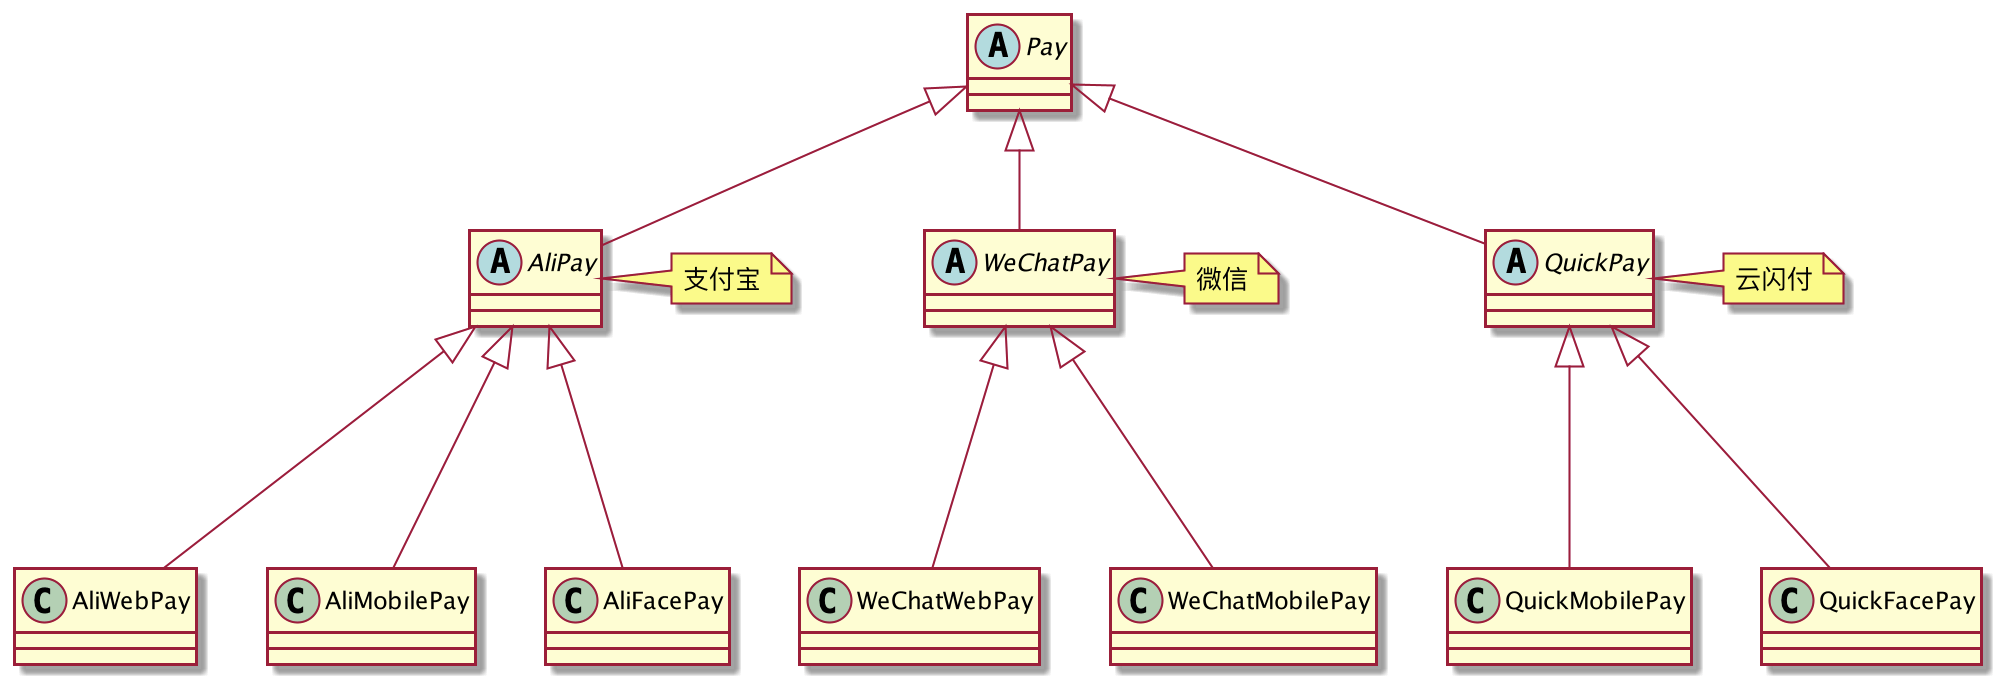 A Pay
A AliPay
支付宝
A WeChatPay
微信
A QuickPay
云闪付
C AliWebPay
C AliMobilePay
C AliFacePay
C WeChatWebPay
C WeChatMobilePay
C QuickMobilePay
C QuickFacePay